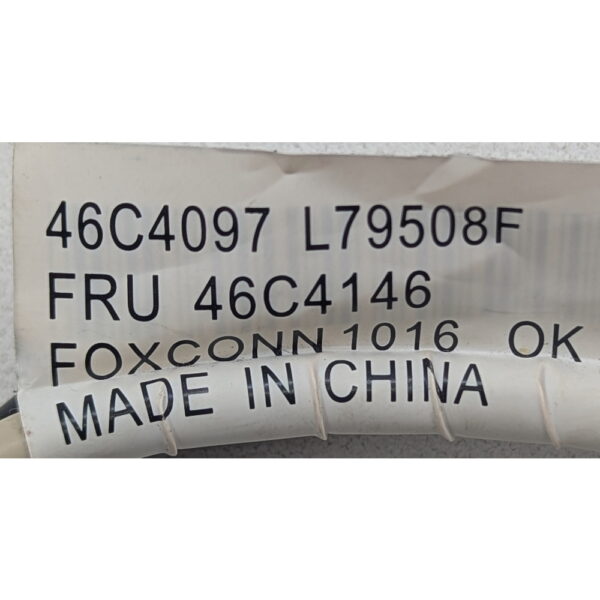 46C4097 L79508F
FRU 46C4146
FOXCONN 1016 OK
MADE IN CHINA